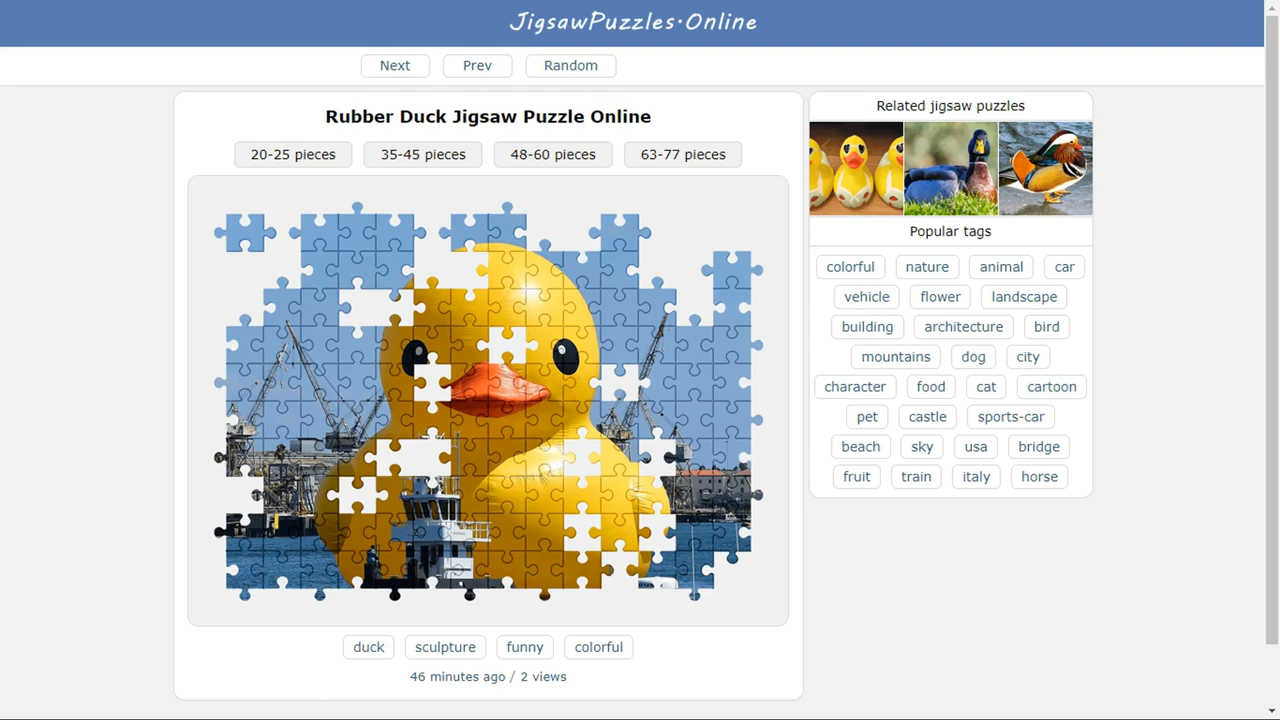 JigsawPuzzles·Online
Next Prev Random
Rubber Duck Jigsaw Puzzle Online
20-25 pieces 35-45 pieces 48-60 pieces 63-77 pieces
duck sculpture funny colorful
46 minutes ago / 2 views
Related jigsaw puzzles
Popular tags
colorful nature animal car
vehicle flower landscape
building architecture bird
mountains dog city
character food cat cartoon
pet castle sports-car
beach sky usa bridge
fruit train italy horse